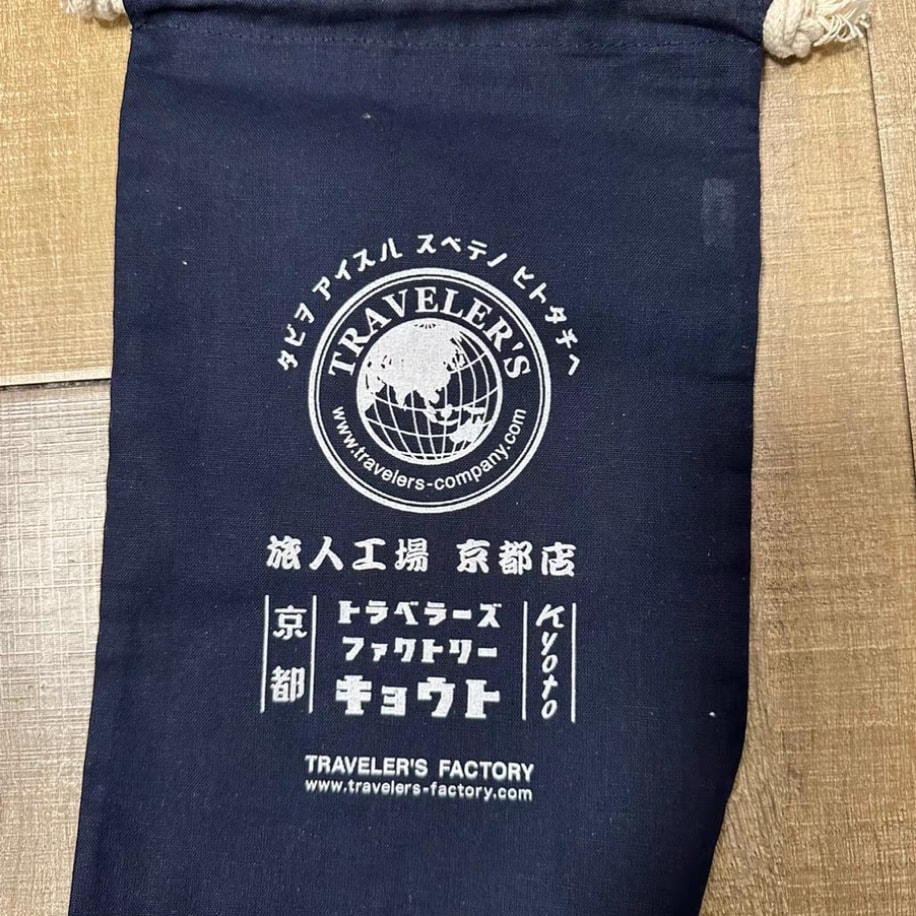 タビヲ アイスル スベテノ ヒトタチヘ
TRAVELER'S
www.travelers-company.com
旅人工場 京都店
京都
トラベラーズ
ファクトリー
キョウト
Kyoto
TRAVELER'S FACTORY
www.travelers-factory.com